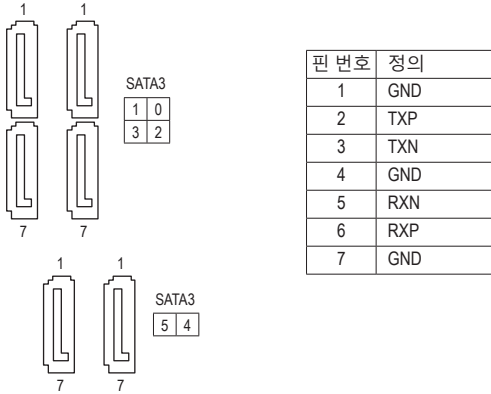 1 1
SATA3
1 0
3 2
7 7
1 1
SATA3
5 4
7 7
핀 번호 정의
1 GND
2 TXP
3 TXN
4 GND
5 RXN
6 RXP
7 GND